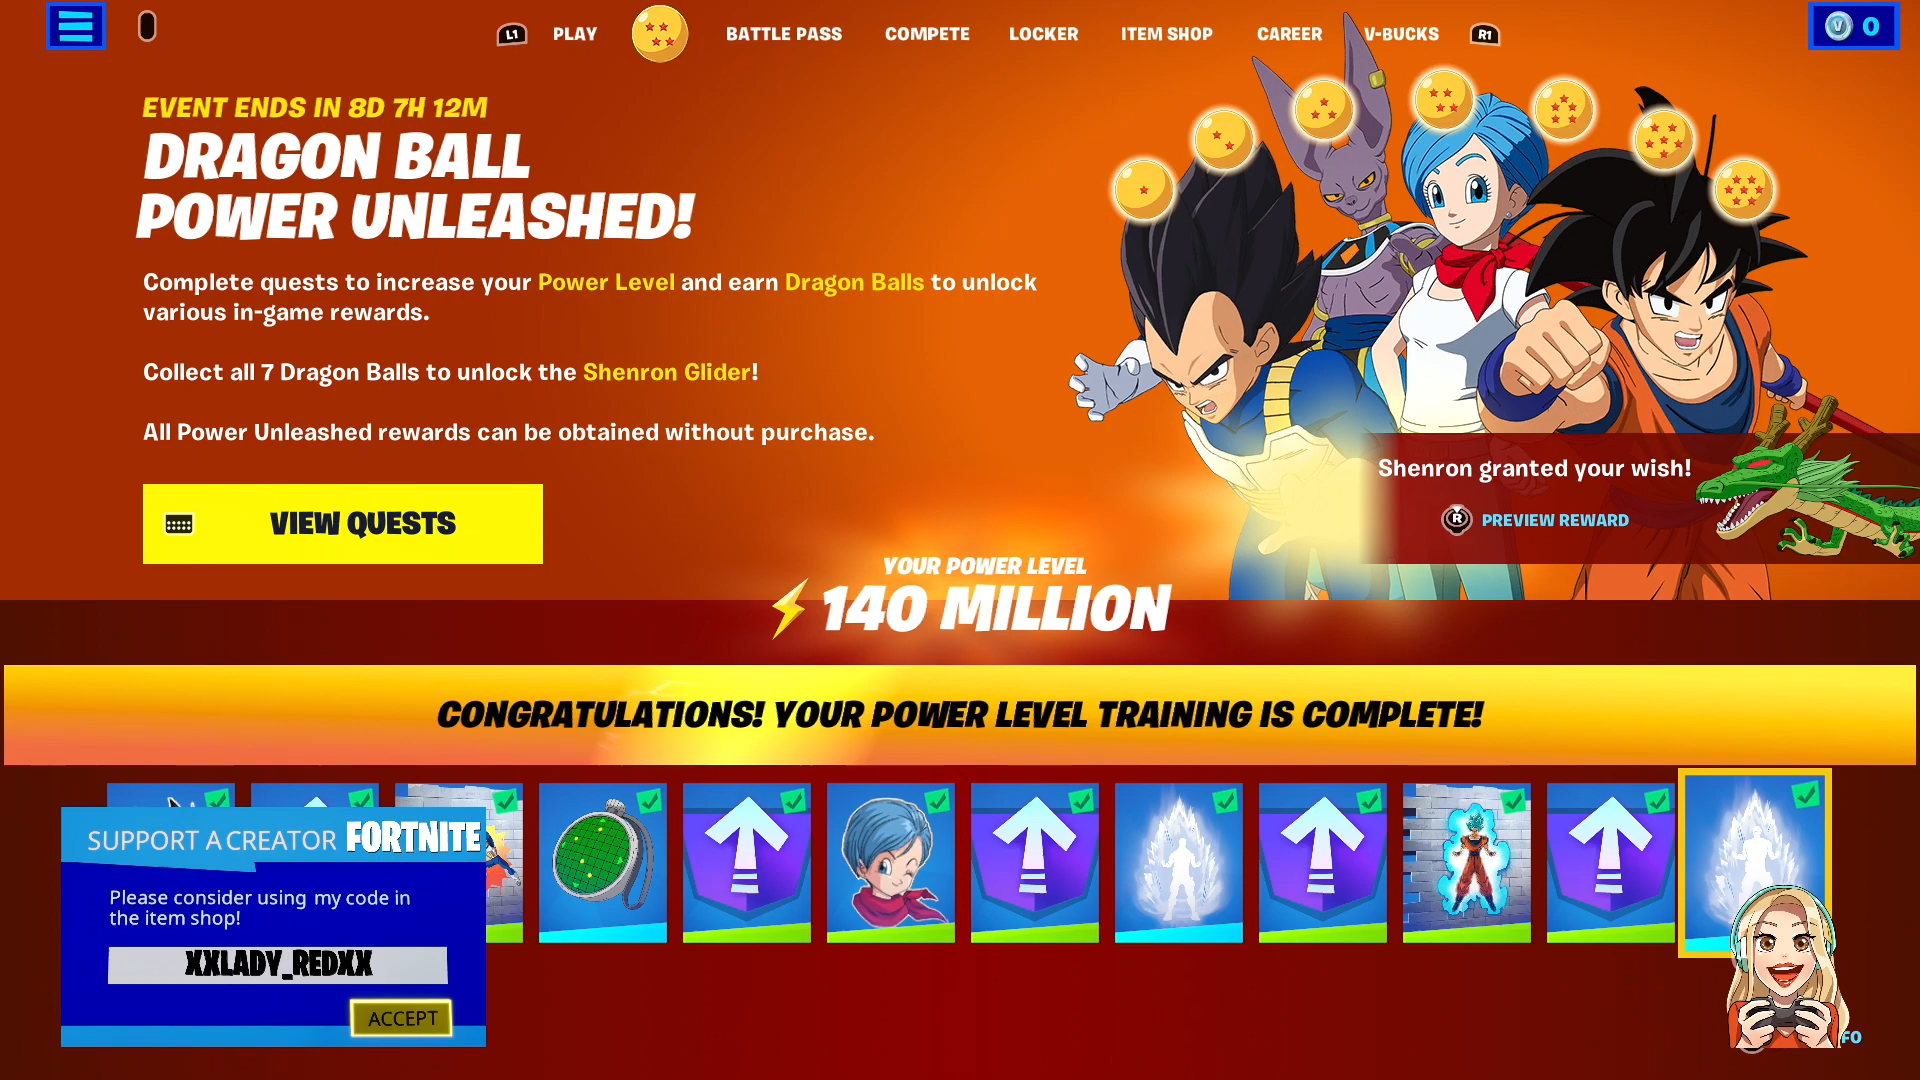 L1 PLAY BATTLE PASS COMPETE LOCKER ITEM SHOP CAREER V-BUCKS R1
V 0
EVENT ENDS IN 8D 7H 12M
DRAGON BALL
POWER UNLEASHED!
Complete quests to increase your Power Level and earn Dragon Balls to unlock
various in-game rewards.
Collect all 7 Dragon Balls to unlock the Shenron Glider!
All Power Unleashed rewards can be obtained without purchase.
VIEW QUESTS
Shenron granted your wish!
R PREVIEW REWARD
YOUR POWER LEVEL
140 MILLION
CONGRATULATIONS! YOUR POWER LEVEL TRAINING IS COMPLETE!
SUPPORT A CREATOR FORTNITE
Please consider using my code in
the item shop!
XXLADY_REDXX
ACCEPT